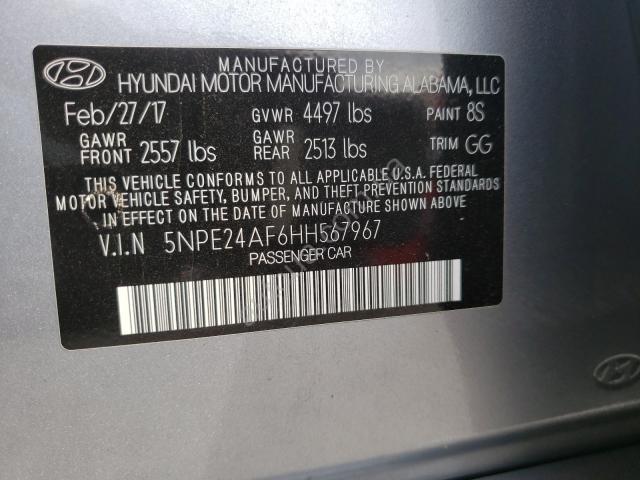 MANUFACTURED BY
HYUNDAI MOTOR MANUFACTURING ALABAMA, LLC
Feb/27/17 GVWR 4497 lbs PAINT 8S
GAWR FRONT 2557 lbs GAWR REAR 2513 lbs TRIM GG
THIS VEHICLE CONFORMS TO ALL APPLICABLE U.S.A. FEDERAL
MOTOR VEHICLE SAFETY, BUMPER, AND THEFT PREVENTION STANDARDS
IN EFFECT ON THE DATE OF MANUFACTURE SHOWN ABOVE.
V.I.N 5NPE24AF6HH567967
PASSENGER CAR